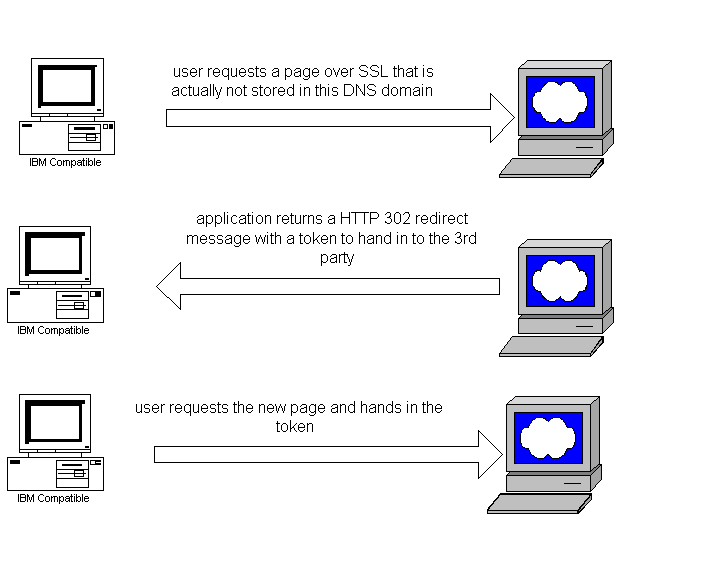 user requests a page over SSL that is
actually not stored in this DNS domain
IBM Compatible
application returns a HTTP 302 redirect
message with a token to hand in to the 3rd
party
IBM Compatible
user requests the new page and hands in the
token
IBM Compatible